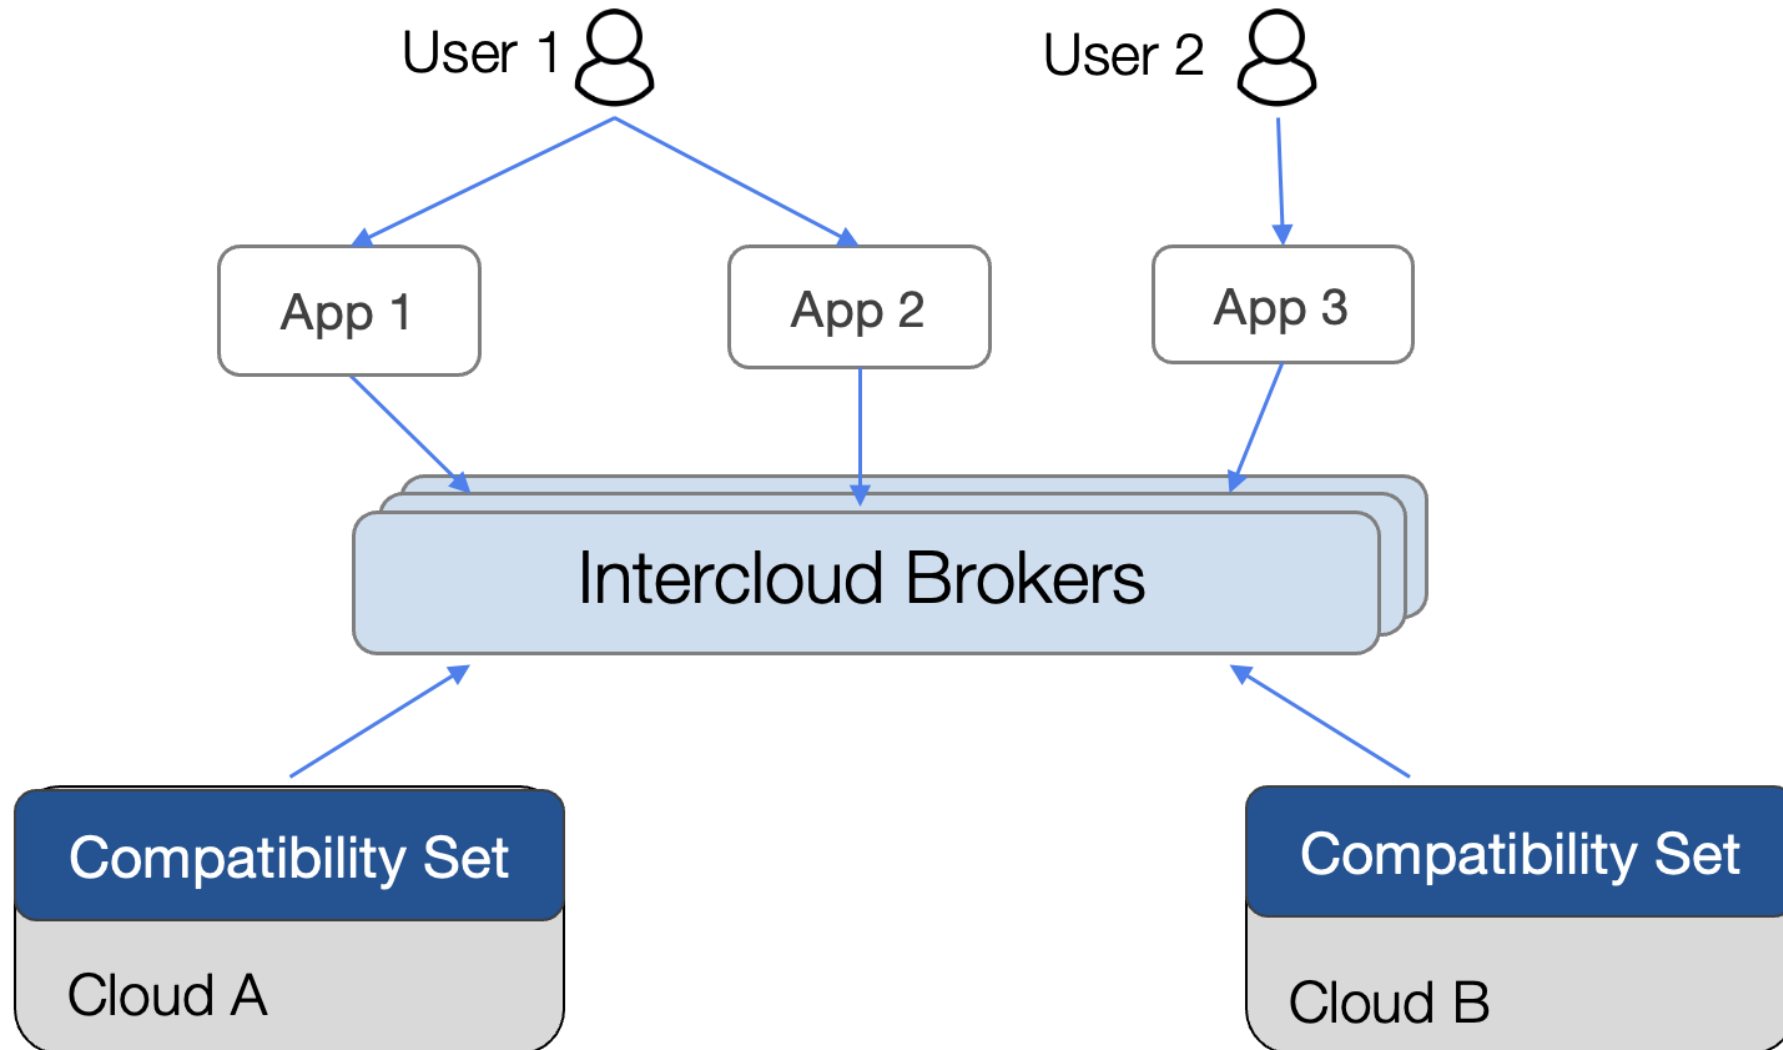 User 1
User 2
App 1
App 2
App 3
Intercloud Brokers
Compatibility Set
Compatibility Set
Cloud A
Cloud B